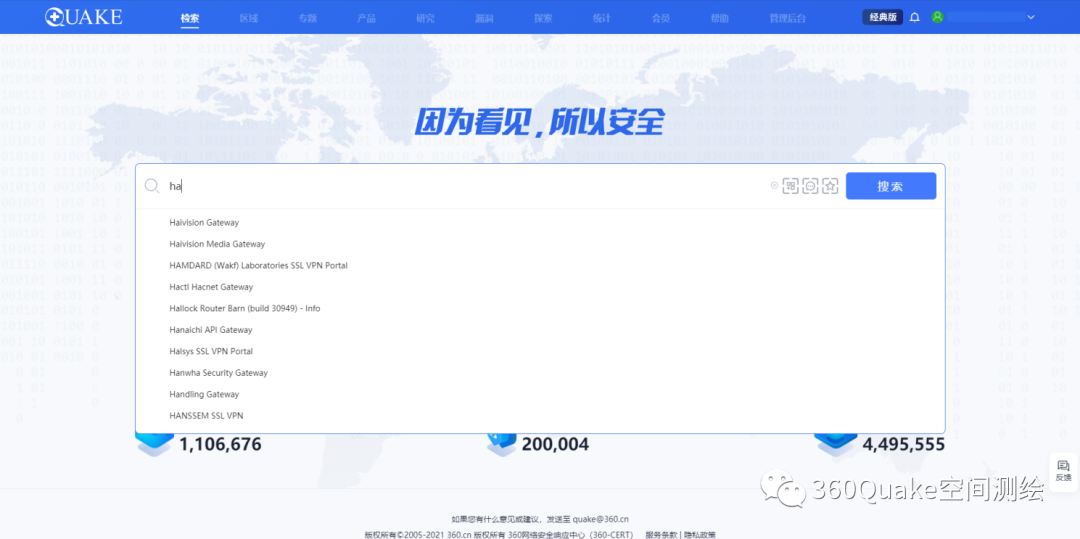 QUAKE 检索 区域 专题 产品 研究 漏洞 探索 统计 会员 帮助 管理后台 经典版
因为看见，所以安全
ha 搜索
Haivision Gateway
Haivision Media Gateway
HAMDARD (Wakf) Laboratories SSL VPN Portal
Hactl Hacnet Gateway
Hallock Router Barn (build 30949) - Info
Hanaichi API Gateway
Halsys SSL VPN Portal
Hanwha Security Gateway
Handling Gateway
HANSSEM SSL VPN
1,106,676 200,004 4,495,555
反馈
360Quake空间测绘
如果您有什么意见或建议，发送至 quake@360.cn
版权所有©2005-2021 360.cn 版权所有 360网络安全响应中心（360-CERT） 服务条款 | 隐私政策